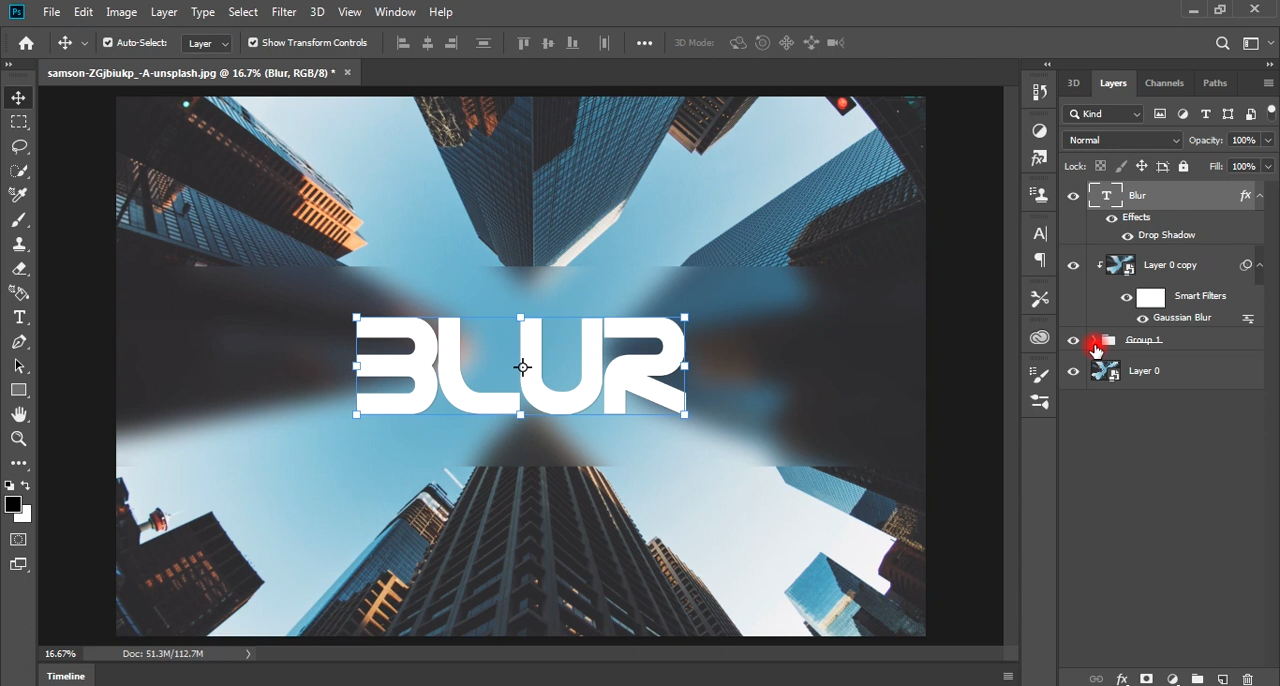 Ps File Edit Image Layer Type Select Filter 3D View Window Help
Auto-Select: Layer Show Transform Controls 3D Mode:
samson-ZGjbiukp_-A-unsplash.jpg @ 16.7% (Blur, RGB/8) *
3D Layers Channels Paths
Kind
Normal Opacity: 100%
Lock: Fill: 100%
T Blur fx
Effects
Drop Shadow
Layer 0 copy
Smart Filters
Gaussian Blur
Group 1
Layer 0
BLUR
16.67% Doc: 51.3M/112.7M
Timeline
fx